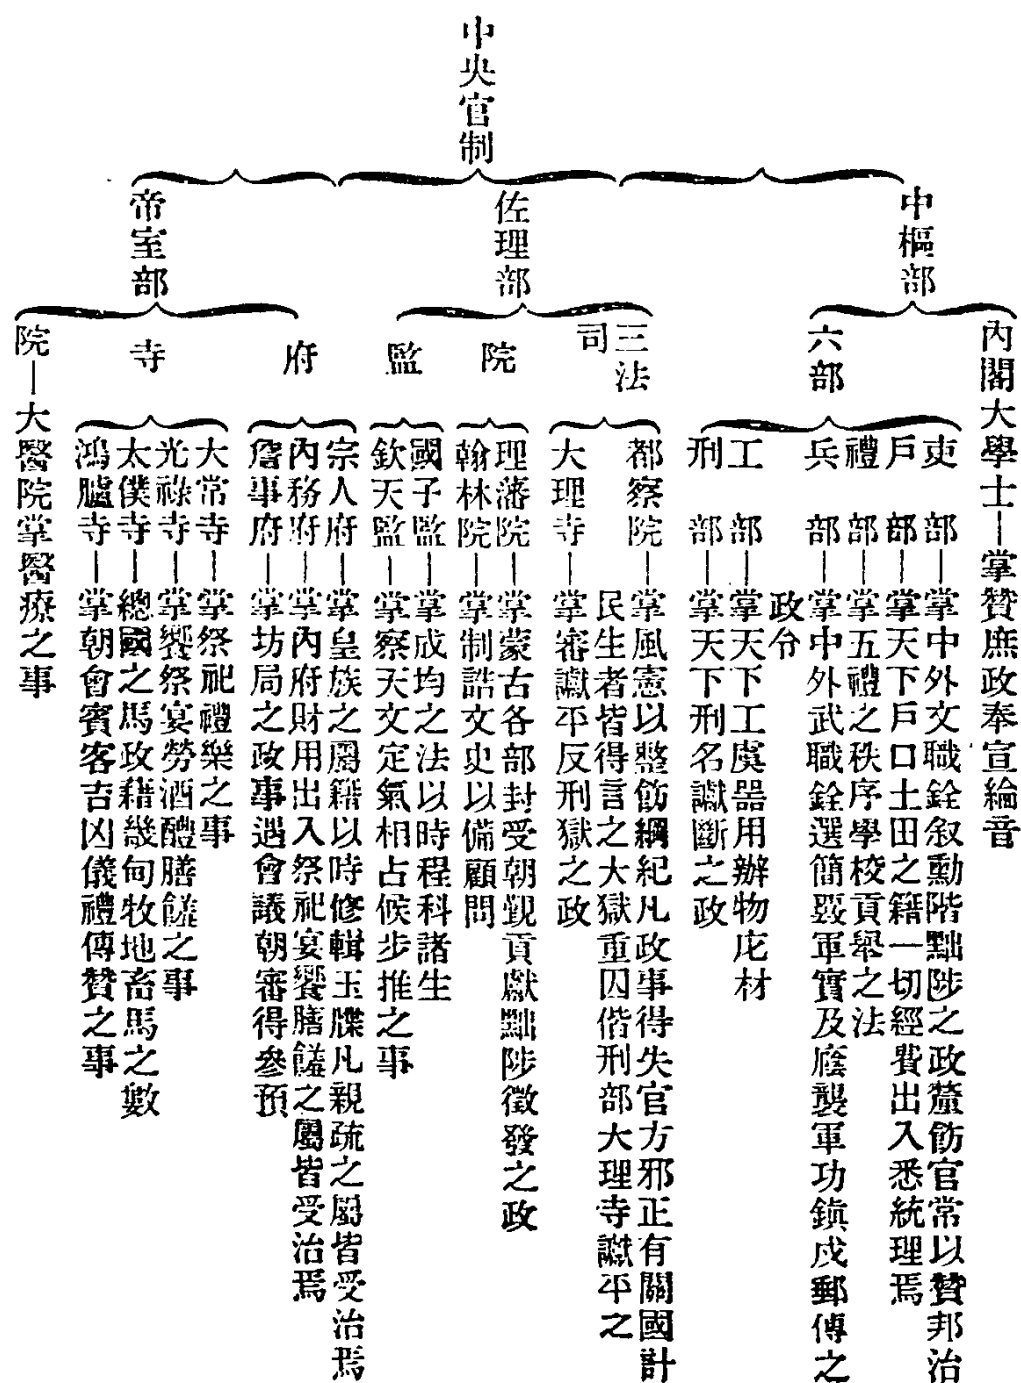 中央官制
中樞部
內閣大學士—掌贊庶政奉宣綸音
六部
吏部—掌中外文職銓叙勳階黜陟之政釐飭官常以贊邦治
戶部—掌天下戶口土田之籍一切經費出入悉統理焉
禮部—掌五禮之秩序學校貢舉之法
兵部—掌中外武職銓選簡覈軍實及廕襲軍功鎮戍郵傳之
政令
工部—掌天下工虞器用辦物庀材
刑部—掌天下刑名讞斷之政
佐理部
三法
司
都察院—掌風憲以整飭綱紀凡政事得失官方邪正有關國計
民生者皆得言之大獄重囚偕刑部大理寺讞平之
大理寺—掌審讞平反刑獄之政
院
理藩院—掌蒙古各部封受朝覲貢獻黜陟徵發之政
翰林院—掌制誥文史以備顧問
監
國子監—掌成均之法以時程科諸生
欽天監—掌察天文定氣相占候步推之事
帝室部
府
宗人府—掌皇族之屬籍以時修輯玉牒凡親疏之屬皆受治焉
內務府—掌內府財用出入祭祀宴饗膳饈之屬皆受治焉
詹事府—掌坊局之政事遇會議朝審得參預
寺
大常寺—掌祭祀禮樂之事
光祿寺—掌饗祭宴勞酒醴膳饈之事
太僕寺—總國之馬政藉畿甸牧地畜馬之數
鴻臚寺—掌朝會賓客吉凶儀禮傳贊之事
院—大醫院掌醫療之事